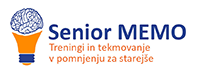 Senior MEMO
Treningi in tekmovanje
v pomnjenju za starejše